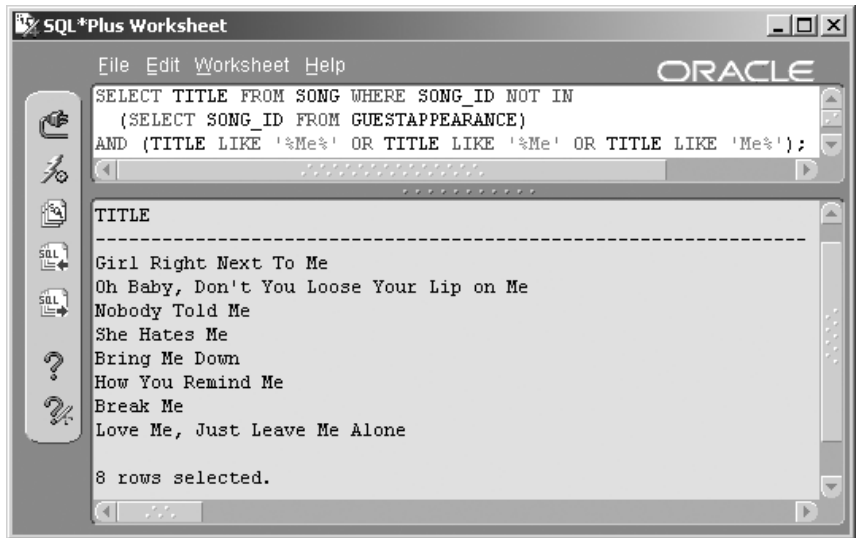 SQL*Plus Worksheet
File Edit Worksheet Help
ORACLE
SELECT TITLE FROM SONG WHERE SONG_ID NOT IN
(SELECT SONG_ID FROM GUESTAPPEARANCE)
AND (TITLE LIKE '%Me%' OR TITLE LIKE '%Me' OR TITLE LIKE 'Me%');
TITLE
--------------------------------------------------------------
Girl Right Next To Me
Oh Baby, Don't You Loose Your Lip on Me
Nobody Told Me
She Hates Me
Bring Me Down
How You Remind Me
Break Me
Love Me, Just Leave Me Alone
8 rows selected.
SQL
SQL